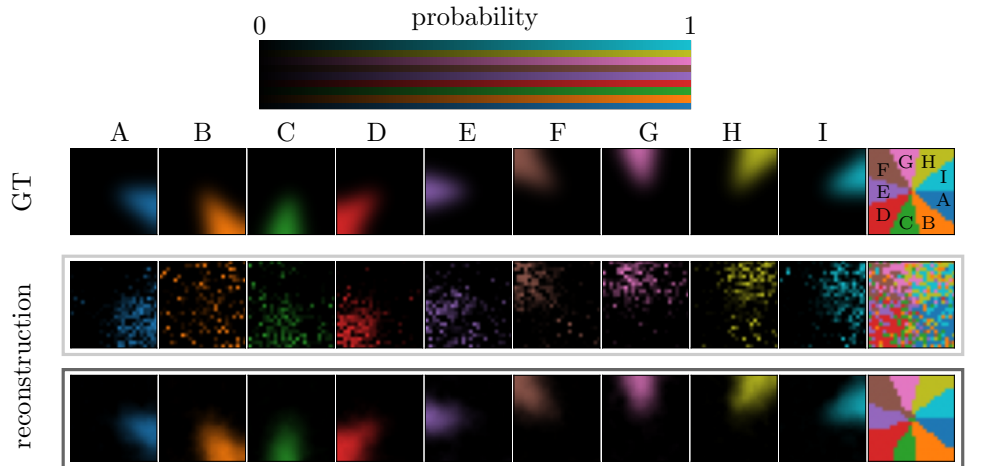 probability
0 1
A B C D E F G H I
GT
F G H
E I
D A
C B
reconstruction